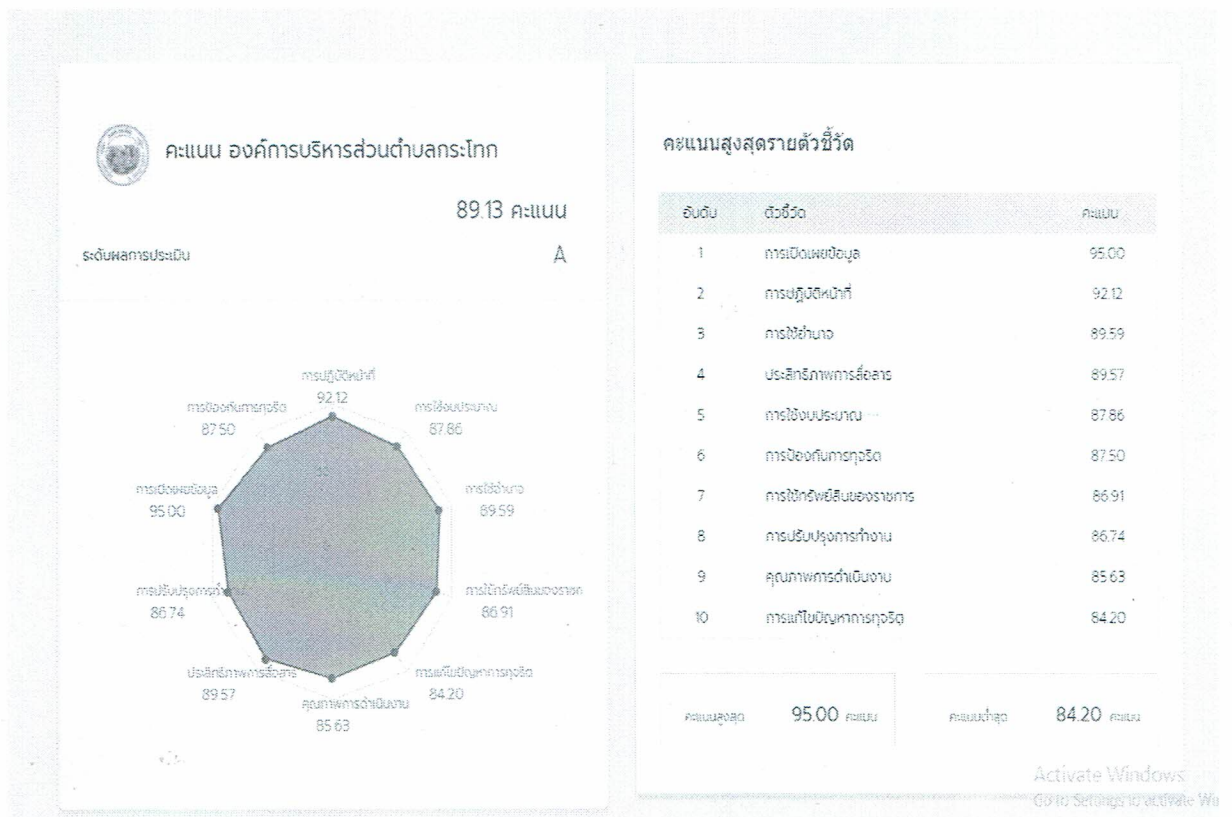 คะแนน องค์การบริหารส่วนตำบลกระโทก
89.13 คะแนน
ระดับผลการประเมิน A
การปฏิบัติหน้าที่
92.12
การป้องกันการทุจริต
87.50
การใช้งบประมาณ
87.86
การเปิดเผยข้อมูล
95.00
การใช้อำนาจ
89.59
การปรับปรุงการทำ
86.74
การใช้ทรัพย์สินของราชก
86.91
ประสิทธิภาพการสื่อสาร
89.57
การแก้ไขปัญหาการทุจริต
84.20
คุณภาพการดำเนินงาน
85.63
คะแนนสูงสุดรายตัวชี้วัด
อันดับ ตัวชี้วัด คะแนน
1 การเปิดเผยข้อมูล 95.00
2 การปฏิบัติหน้าที่ 92.12
3 การใช้อำนาจ 89.59
4 ประสิทธิภาพการสื่อสาร 89.57
5 การใช้งบประมาณ 87.86
6 การป้องกันการทุจริต 87.50
7 การใช้ทรัพย์สินของราชการ 86.91
8 การปรับปรุงการทำงาน 86.74
9 คุณภาพการดำเนินงาน 85.63
10 การแก้ไขปัญหาการทุจริต 84.20
คะแนนสูงสุด 95.00 คะแนน
คะแนนต่ำสุด 84.20 คะแนน
Activate Windows
Go to Settings to activate Wi